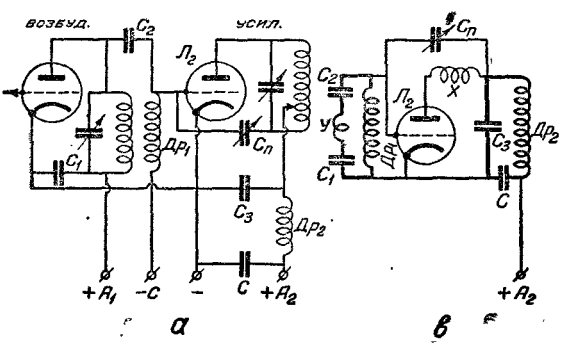 возбуд. C₂ усил.
Л₂
C₁ Др₁ Cп
C₃
Др₂
C
+A₁ -C - +A₂
а
Cп
C₂ Л₂ X
У Др₁ C₃ Др₂
C₁
C
+A₂
в